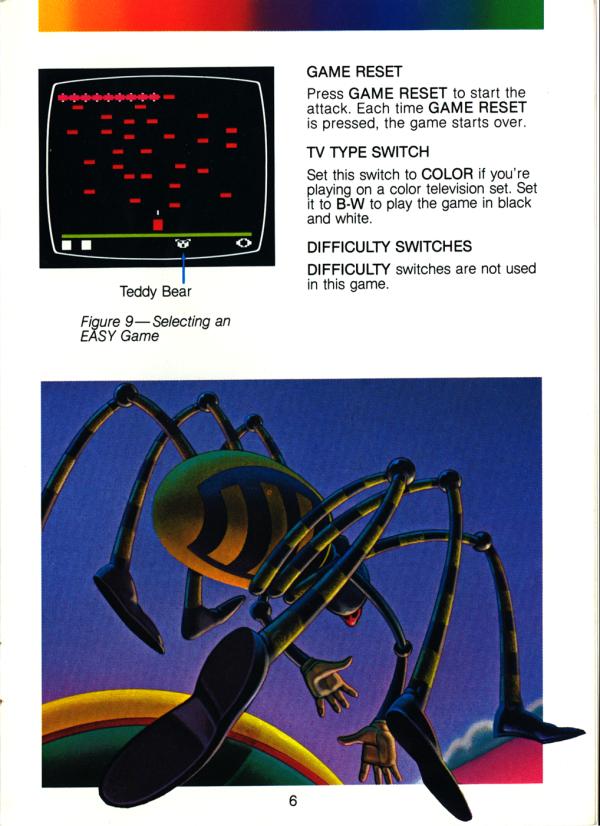 GAME RESET
Press GAME RESET to start the
attack. Each time GAME RESET
is pressed, the game starts over.
TV TYPE SWITCH
Set this switch to COLOR if you're
playing on a color television set. Set
it to B-W to play the game in black
and white.
DIFFICULTY SWITCHES
DIFFICULTY switches are not used
in this game.
Teddy Bear
Figure 9—Selecting an
EASY Game
6